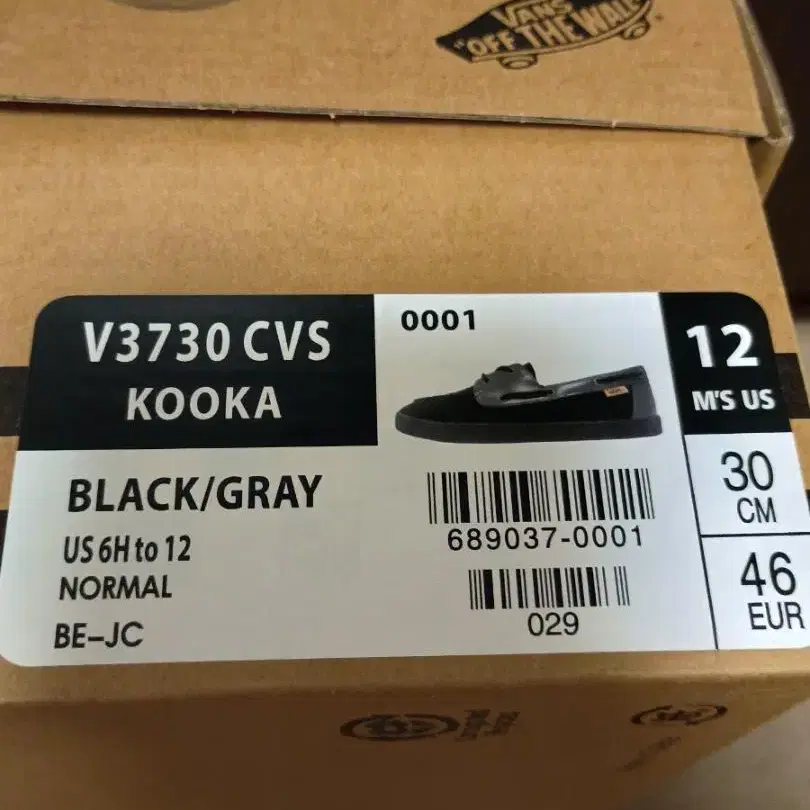 VANS
"OFF THE WALL"
V3730 CVS
KOOKA
0001
12
M'S US
BLACK/GRAY
US 6H to 12
NORMAL
BE-JC
689037-0001
029
30
CM
46
EUR